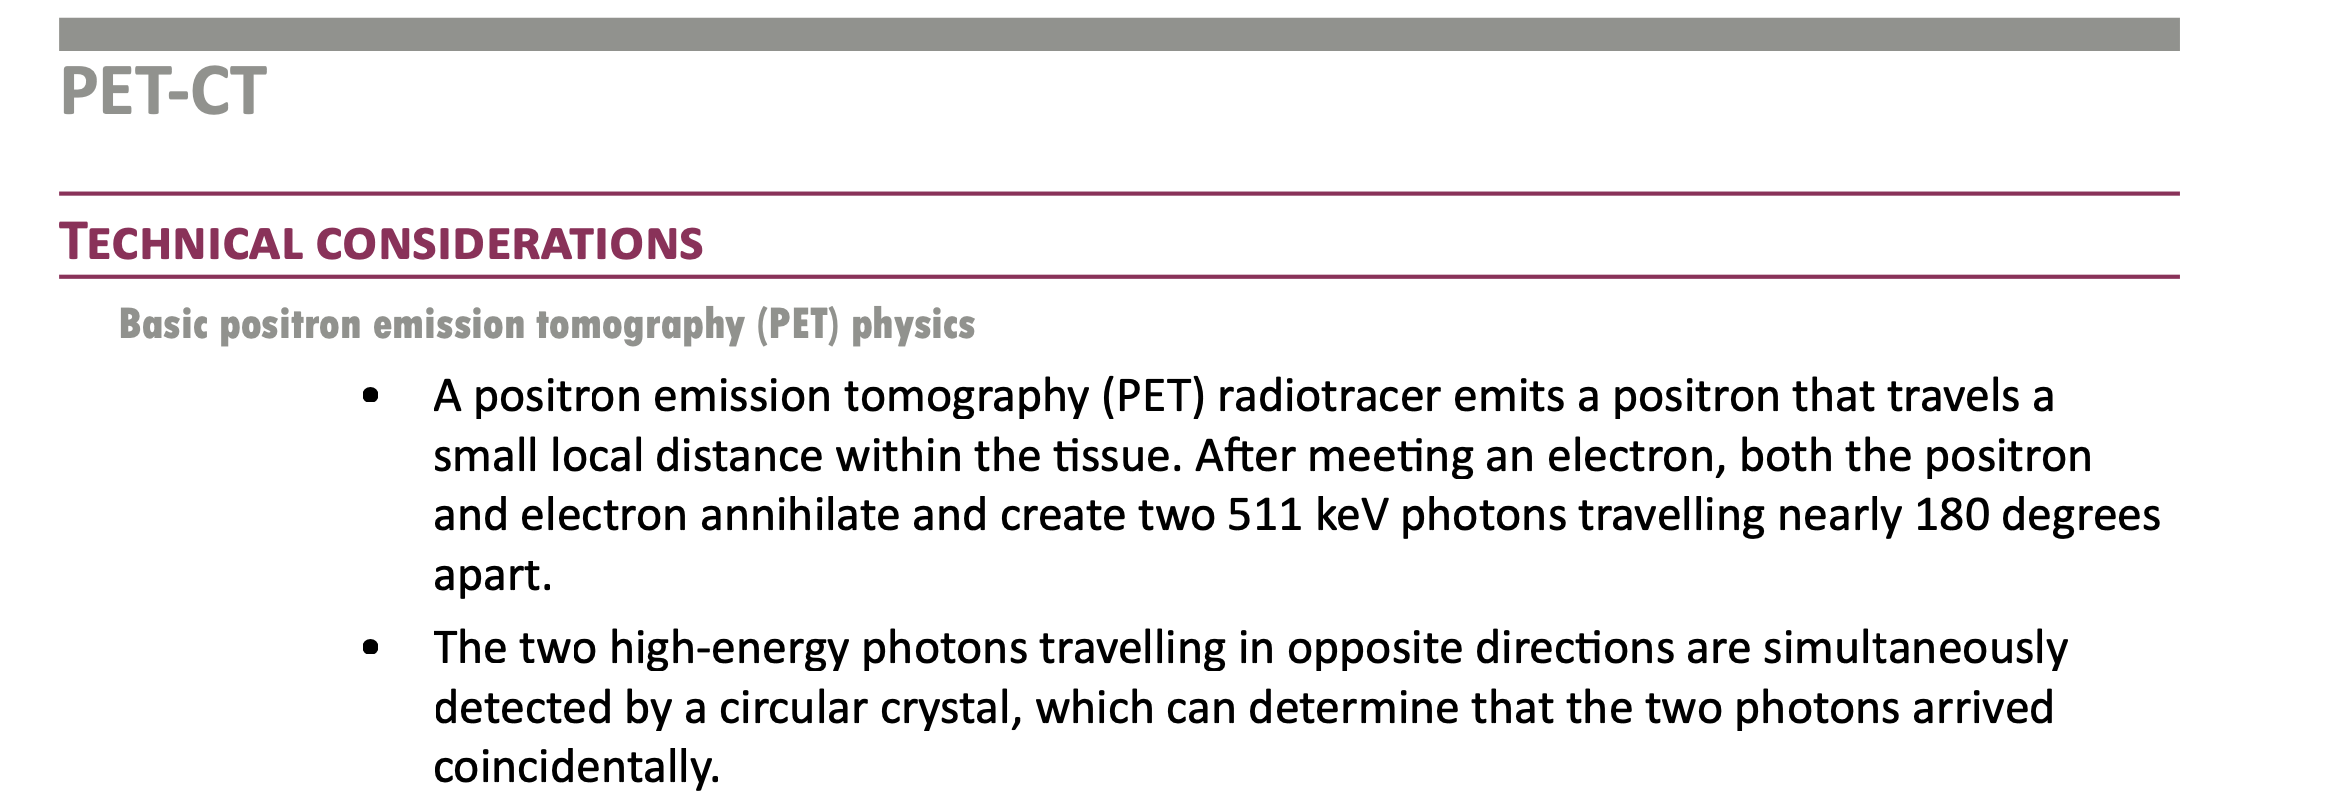 PET-CT
TECHNICAL CONSIDERATIONS
Basic positron emission tomography (PET) physics
• A positron emission tomography (PET) radiotracer emits a positron that travels a
small local distance within the tissue. After meeting an electron, both the positron
and electron annihilate and create two 511 keV photons travelling nearly 180 degrees
apart.
• The two high-energy photons travelling in opposite directions are simultaneously
detected by a circular crystal, which can determine that the two photons arrived
coincidentally.